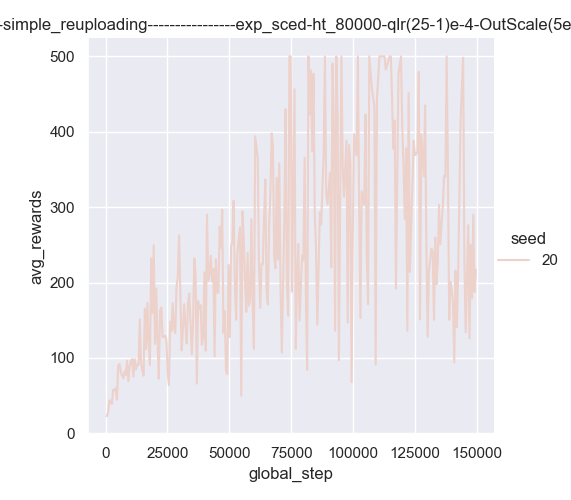 -simple_reuploading----------------exp_sced-ht_80000-qlr(25-1)e-4-OutScale(5e
500
400
300
200
100
0
avg_rewards
0 25000 50000 75000 100000 125000 150000
global_step
seed
20